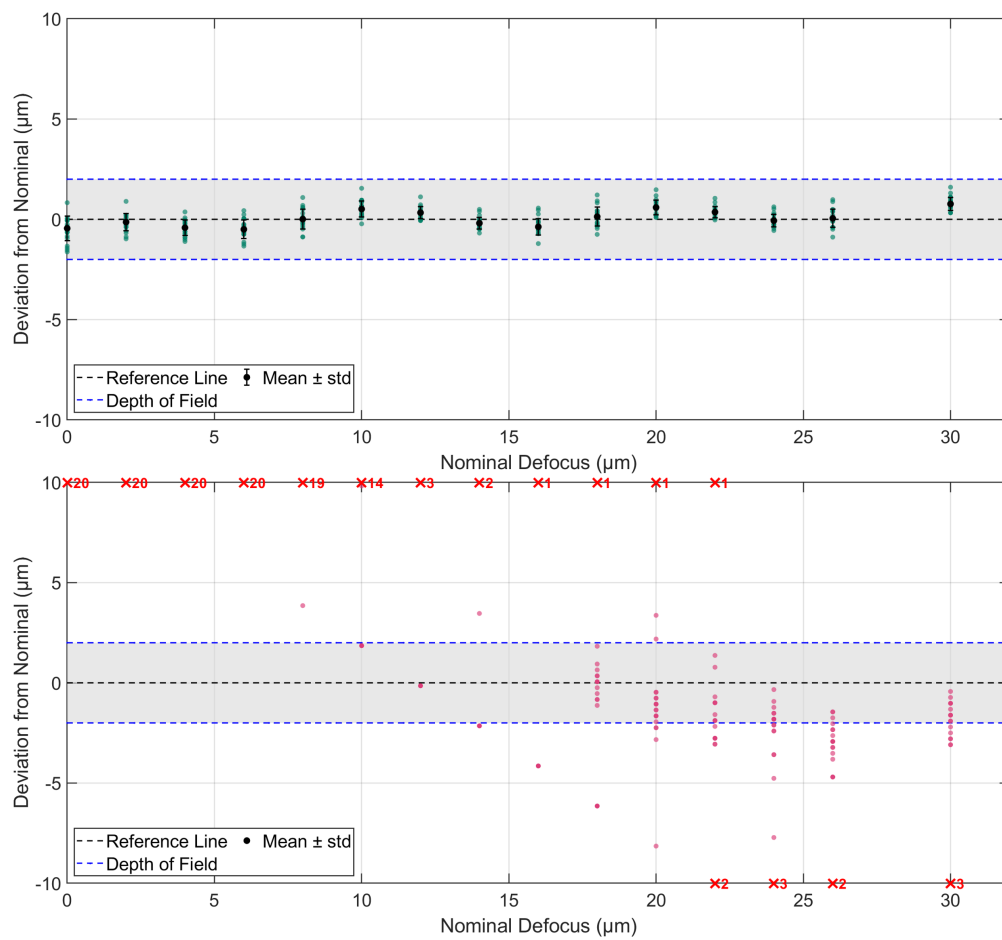 10
5
0
-5
-10
Deviation from Nominal (µm)
Reference Line Mean ± std
Depth of Field
0 5 10 15 20 25 30
Nominal Defocus (µm)
20 20 20 20 19 14 3 2 1 1 1 1
10
5
0
-5
-10
Deviation from Nominal (µm)
Reference Line Mean ± std
Depth of Field
2 3 2 3
0 5 10 15 20 25 30
Nominal Defocus (µm)